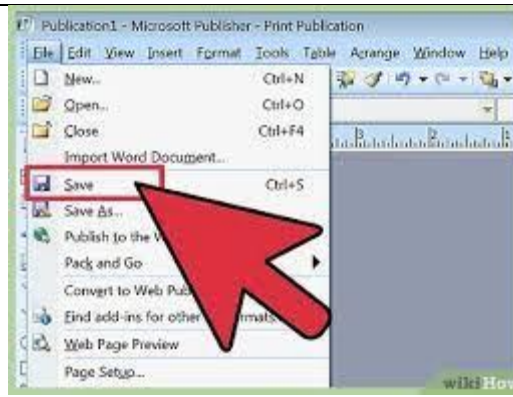 Publication1 - Microsoft Publisher - Print Publication
File Edit View Insert Format Tools Table Arrange Window Help
New... Ctrl+N
Open... Ctrl+O
Close Ctrl+F4
Import Word Document...
Save Ctrl+S
Save As...
Publish to the
Pack and Go
Convert to Web
Find add-ins for other
Web Page Preview
Page Setup...
wikiHow